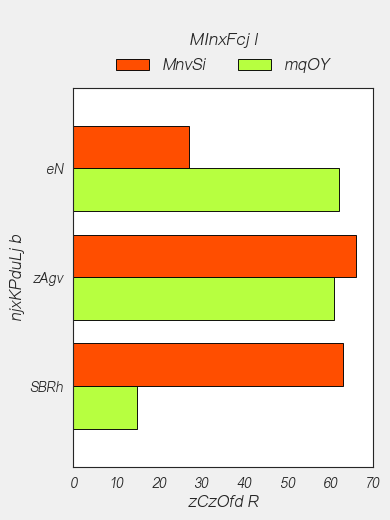 MInxFcj I
MnvSi
mqOY
eN
zAgv
SBRh
njxKPduLj b
0 10 20 30 40 50 60 70
zCzOfd R